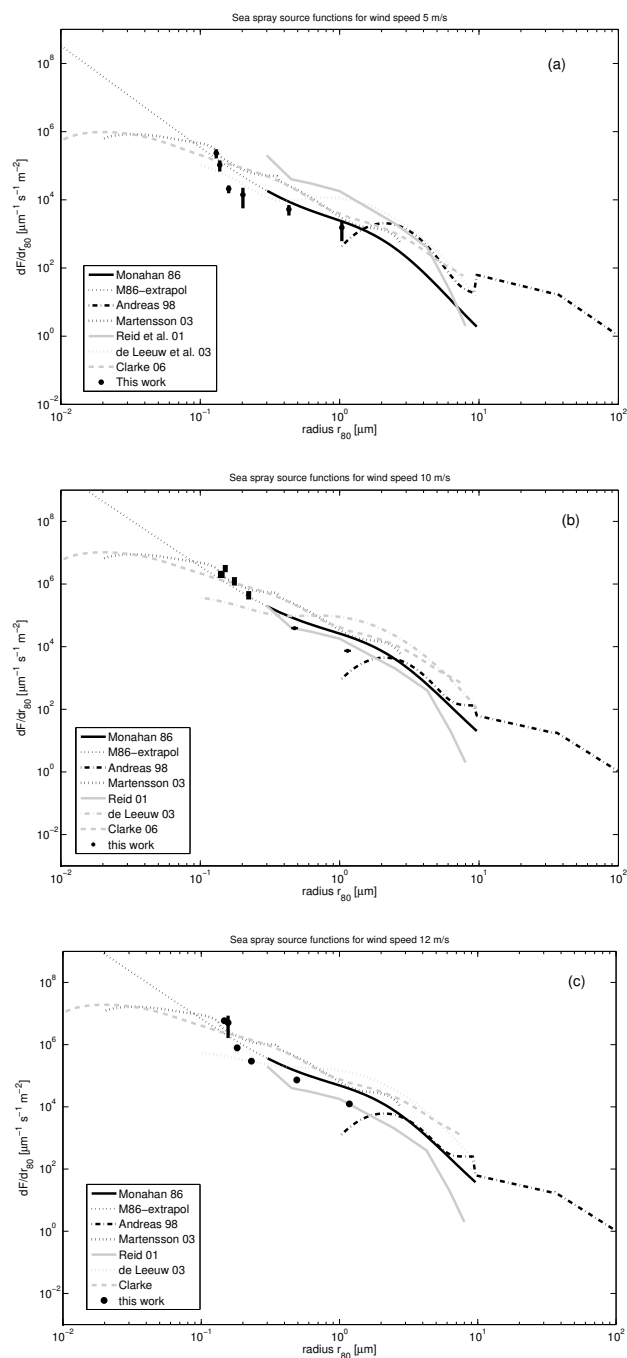 Sea spray source functions for wind speed 5 m/s
(a)
10^8
10^6
10^4
10^2
10^0
10^−2
dF/dr80 [µm−1 s−1 m−2]
Monahan 86
M86−extrapol
Andreas 98
Martensson 03
Reid et al. 01
de Leeuw et al. 03
Clarke 06
This work
10^−2 10^−1 10^0 10^1 10^2
radius r80 [µm]
Sea spray source functions for wind speed 10 m/s
(b)
10^8
10^6
10^4
10^2
10^0
10^−2
dF/dr80 [µm−1 s−1 m−2]
Monahan 86
M86−extrapol
Andreas 98
Martensson 03
Reid 01
de Leeuw 03
Clarke 06
this work
10^−2 10^−1 10^0 10^1 10^2
radius r80 [µm]
Sea spray source functions for wind speed 12 m/s
(c)
10^8
10^6
10^4
10^2
10^0
10^−2
dF/dr80 [µm−1 s−1 m−2]
Monahan 86
M86−extrapol
Andreas 98
Martensson 03
Reid 01
de Leeuw 03
Clarke
this work
10^−2 10^−1 10^0 10^1 10^2
radius r80 [µm]